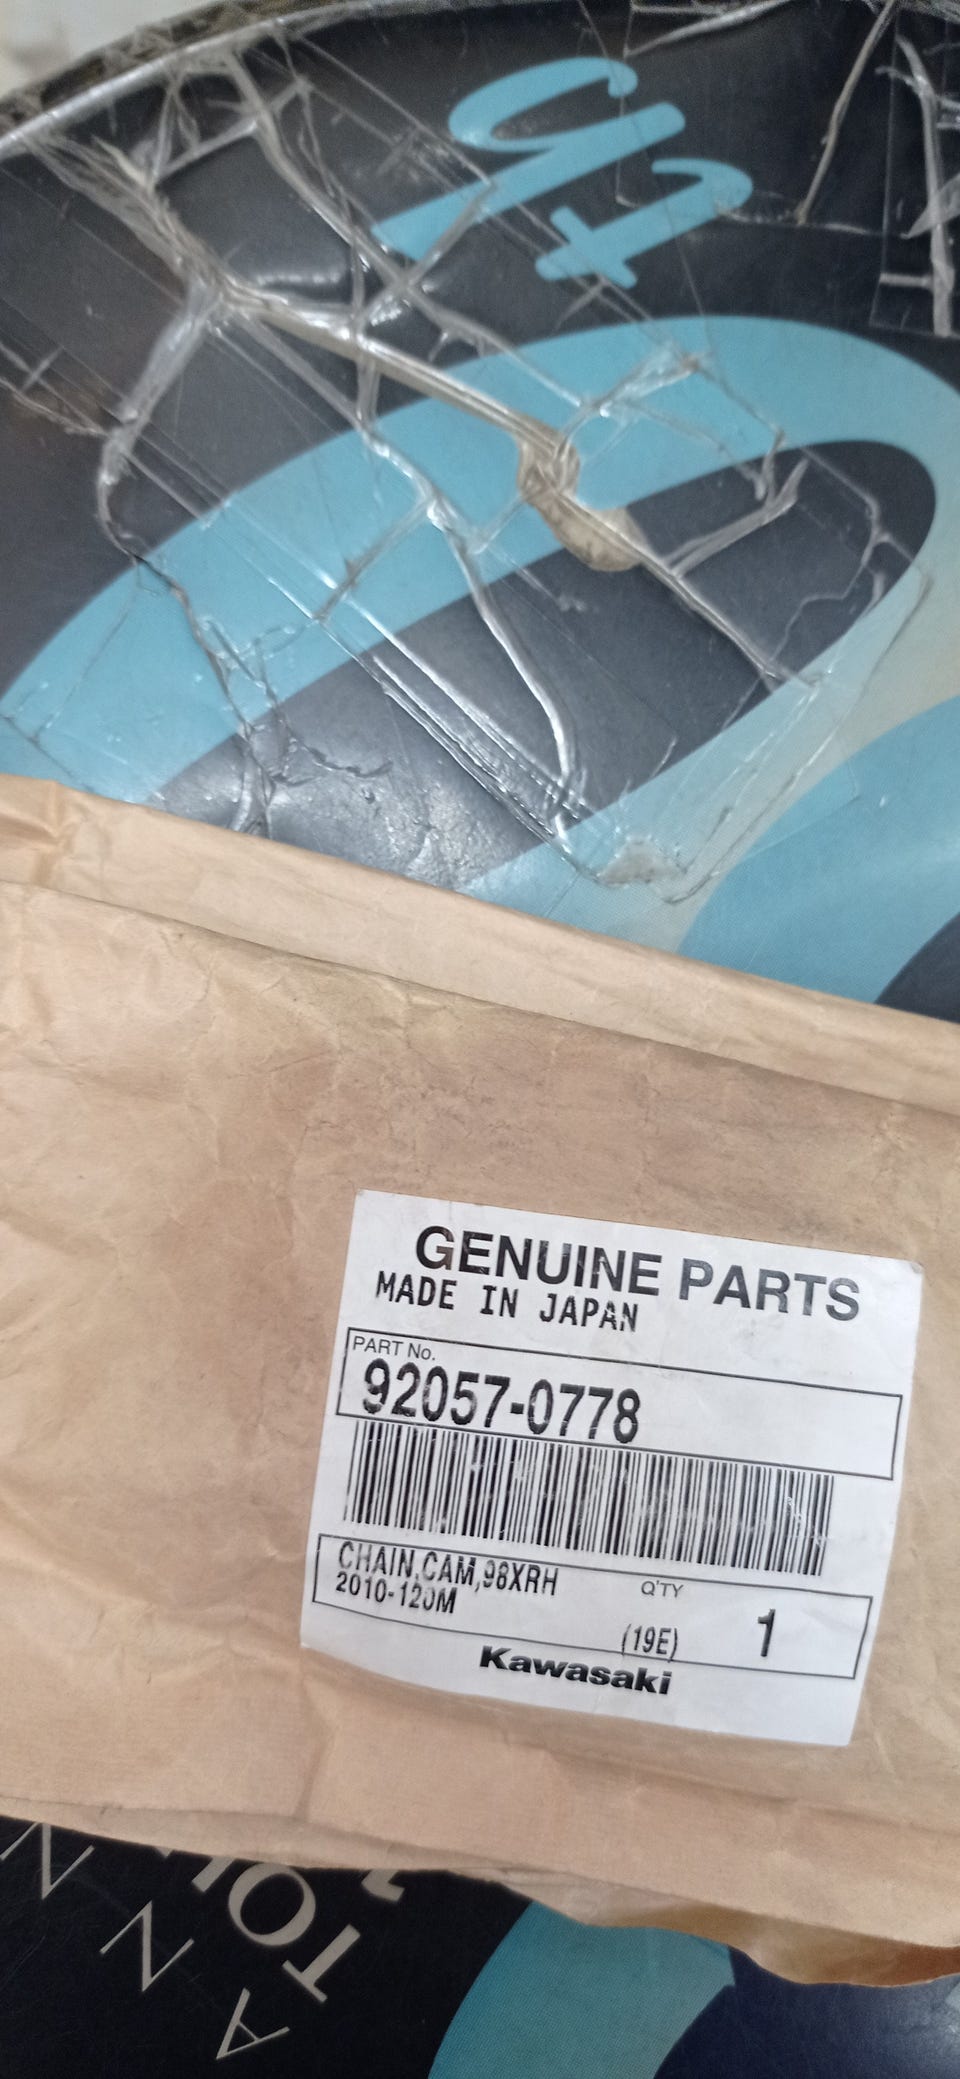 GENUINE PARTS
MADE IN JAPAN
PART No.
92057-0778
CHAIN,CAM,98XRH
2010-120M
Q'TY
(19E)
1
Kawasaki